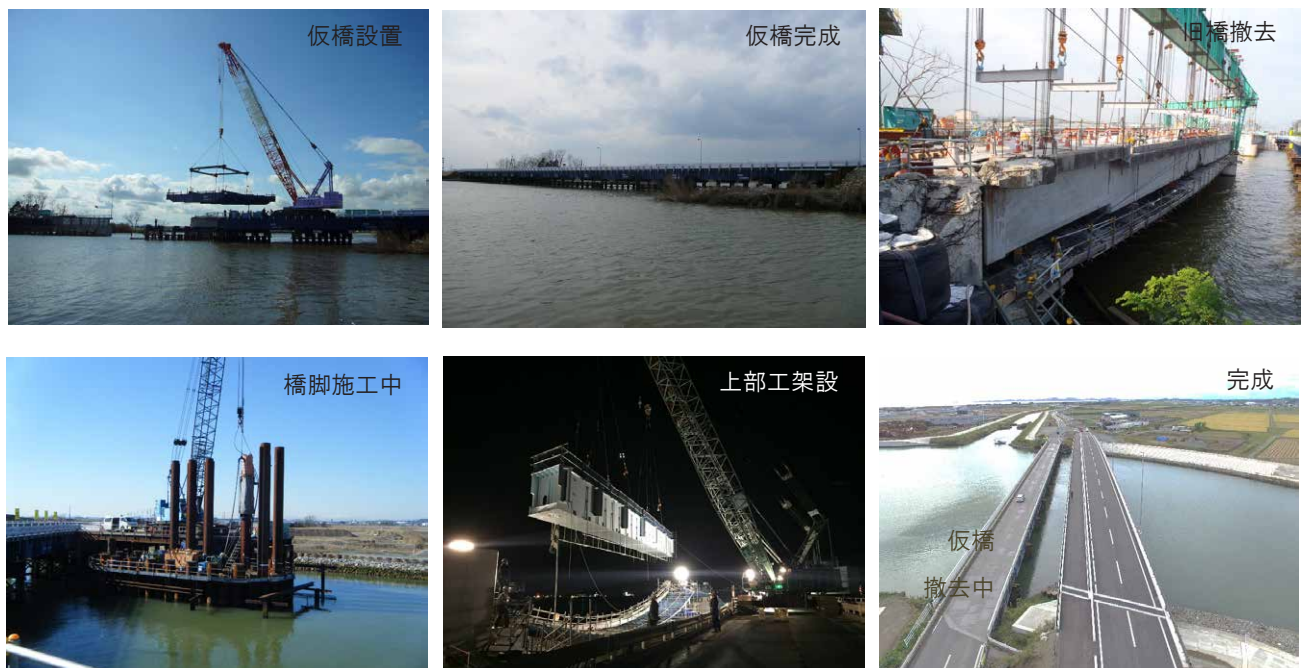 仮橋設置
仮橋完成
旧橋撤去
橋脚施工中
上部工架設
完成
仮橋
撤去中